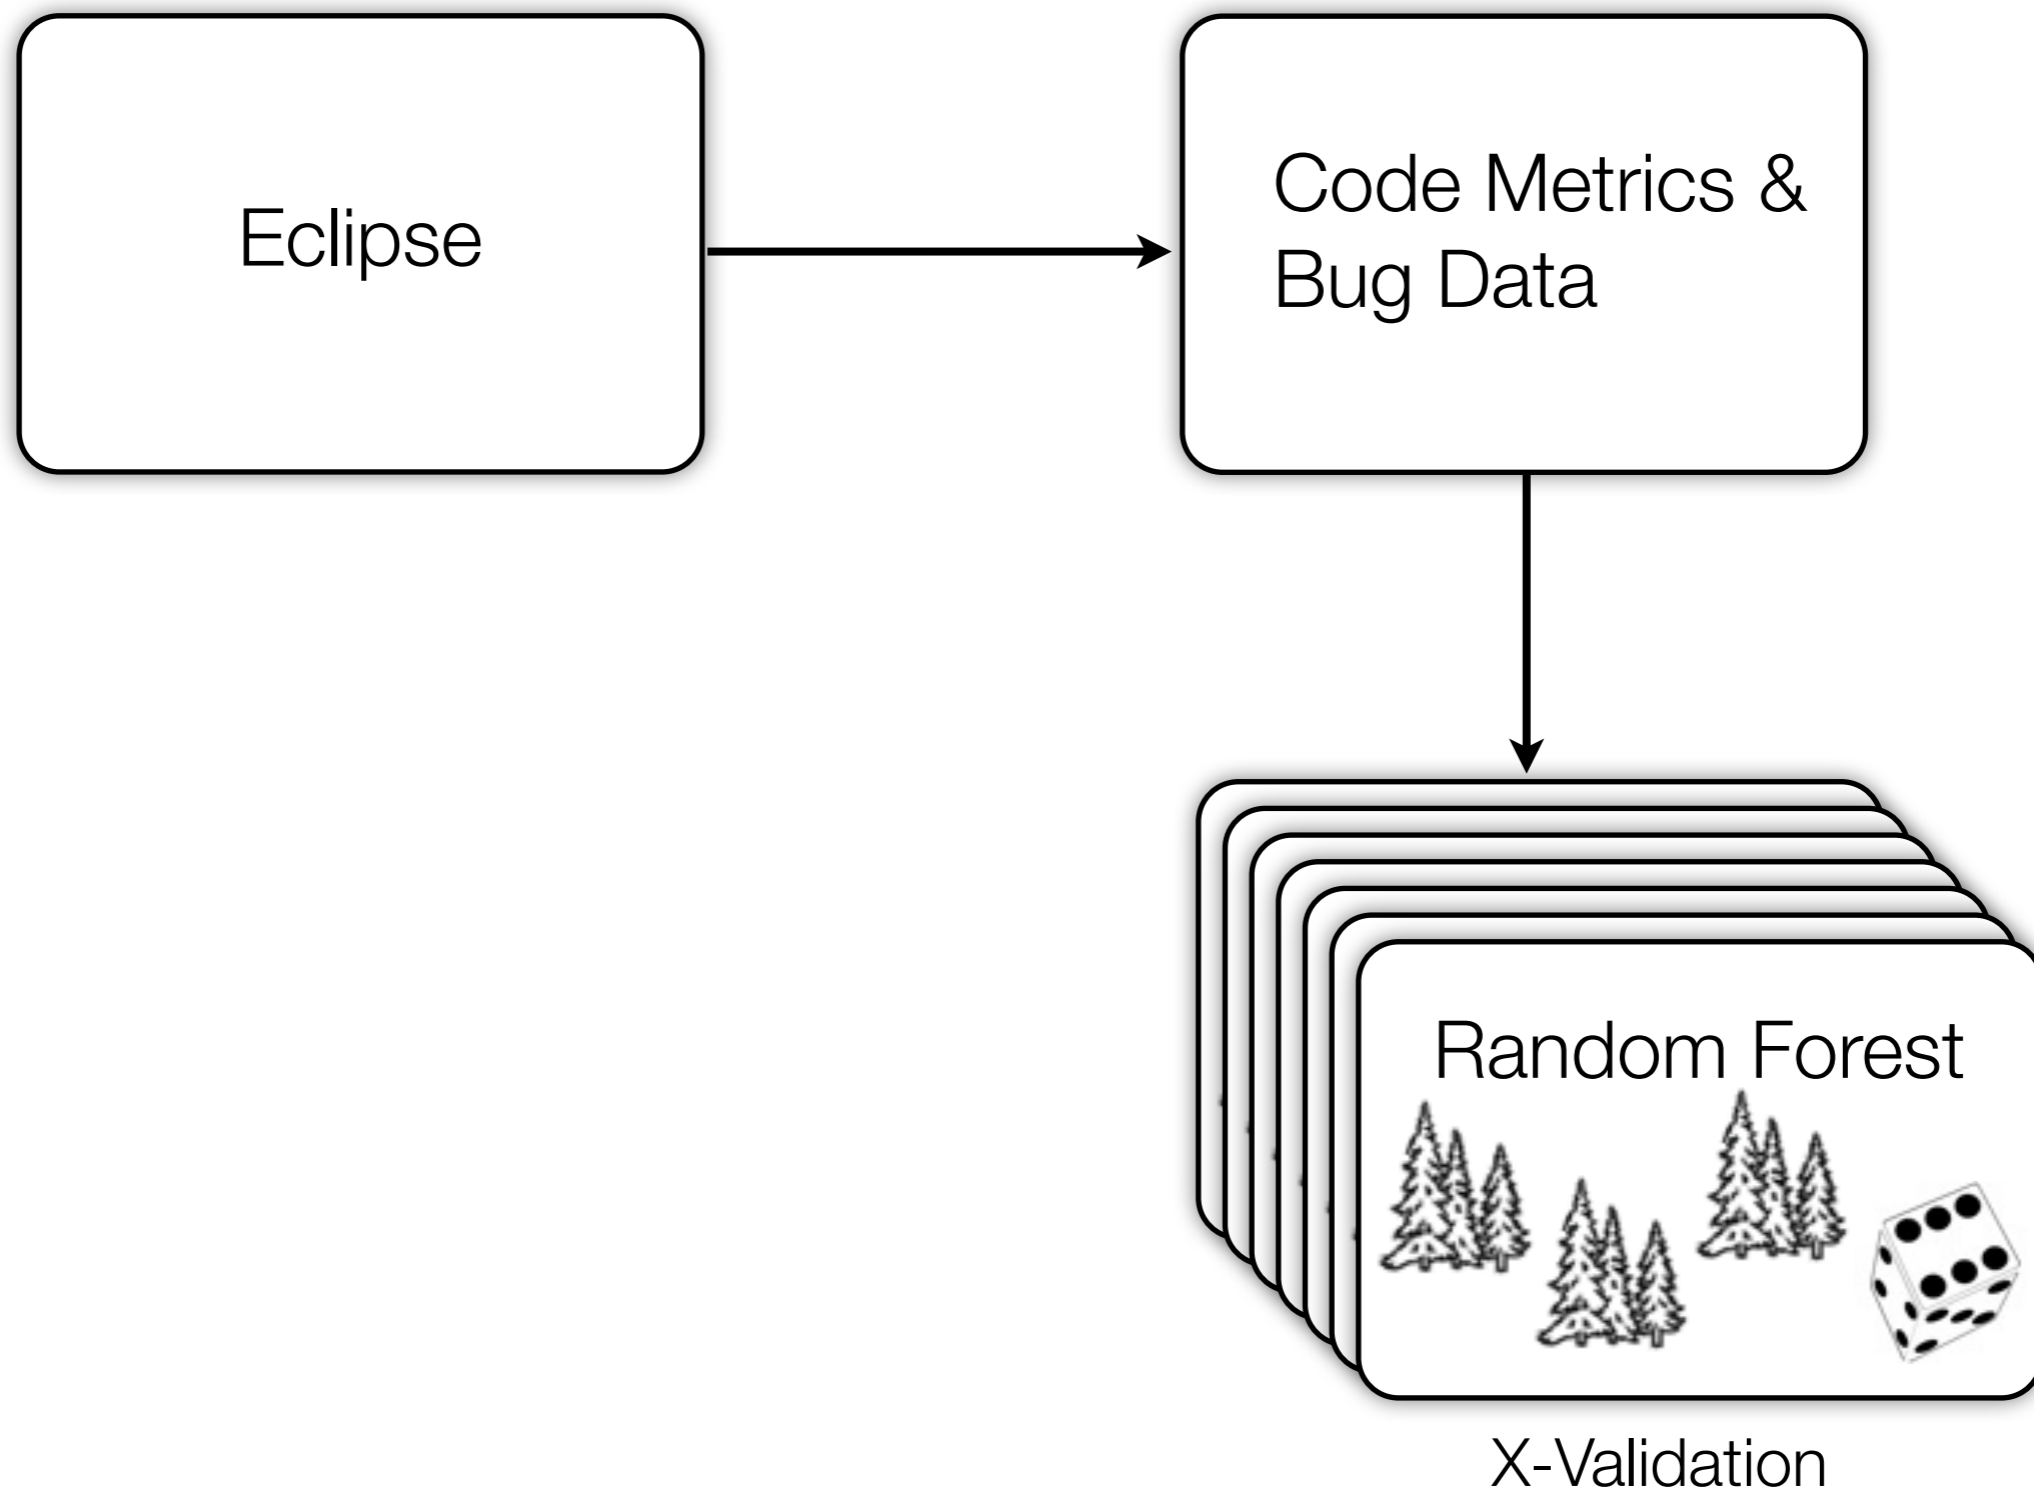 Eclipse
Code Metrics &
Bug Data
Random Forest
X-Validation